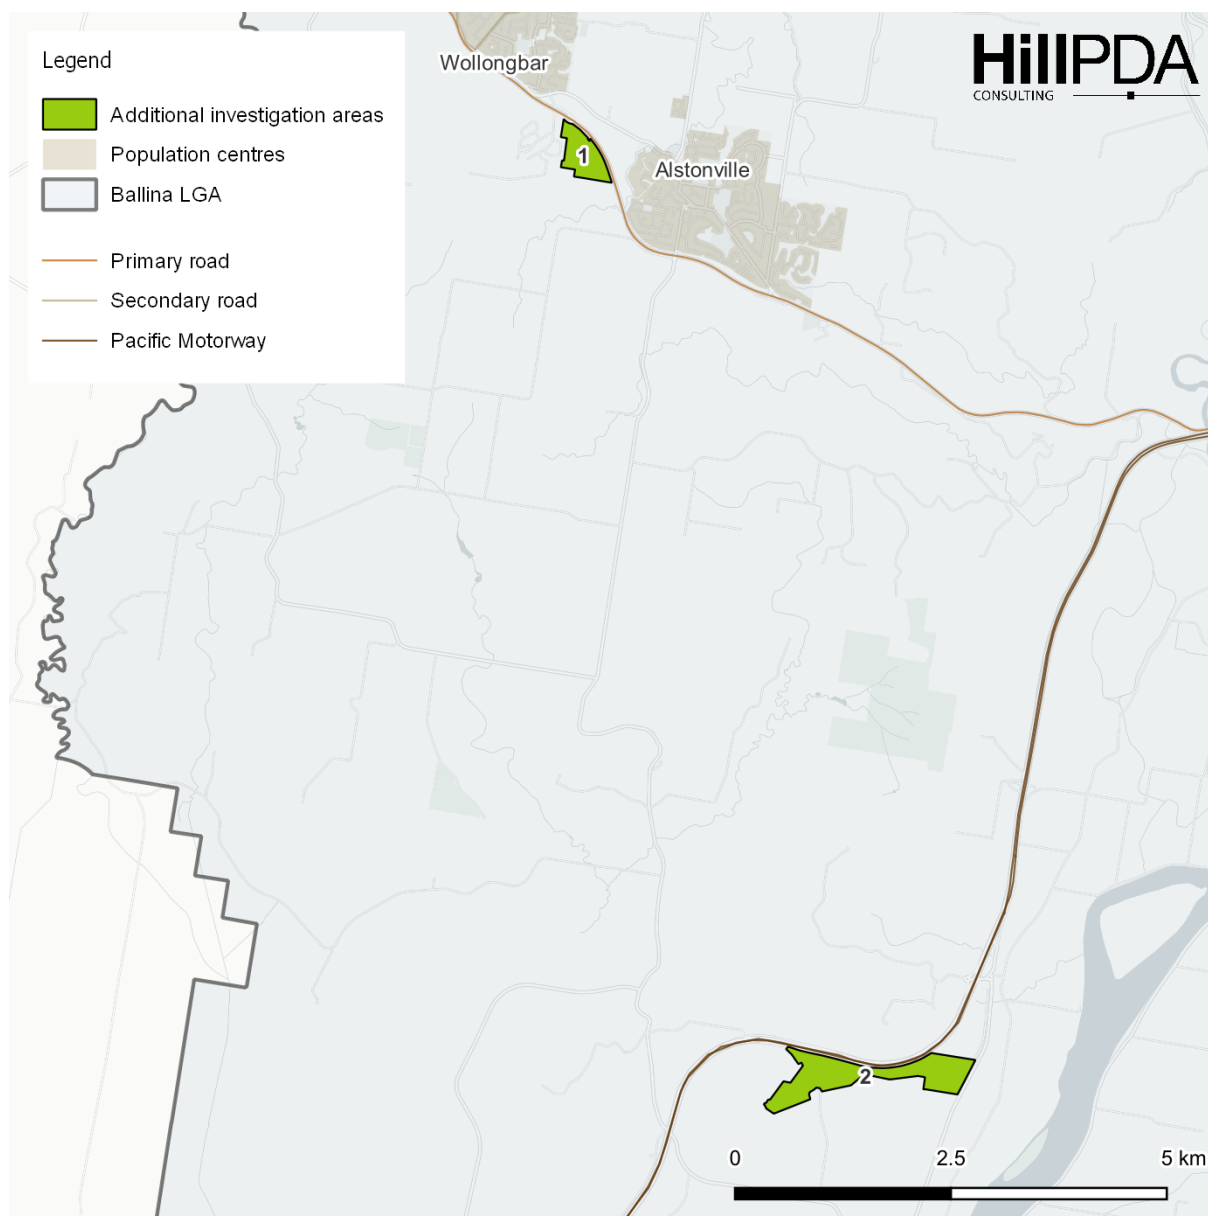 Legend
Additional investigation areas
Population centres
Ballina LGA
Primary road
Secondary road
Pacific Motorway
HillPDA
CONSULTING
Wollongbar
1
Alstonville
2
0 2.5 5 km